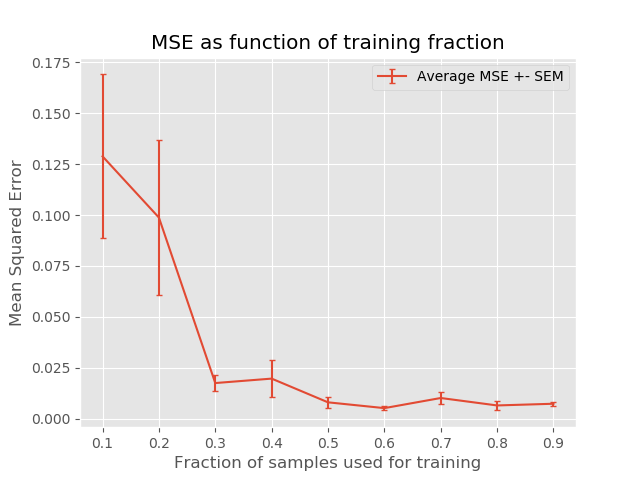 MSE as function of training fraction
Average MSE +- SEM
Mean Squared Error
0.175
0.150
0.125
0.100
0.075
0.050
0.025
0.000
0.1 0.2 0.3 0.4 0.5 0.6 0.7 0.8 0.9
Fraction of samples used for training